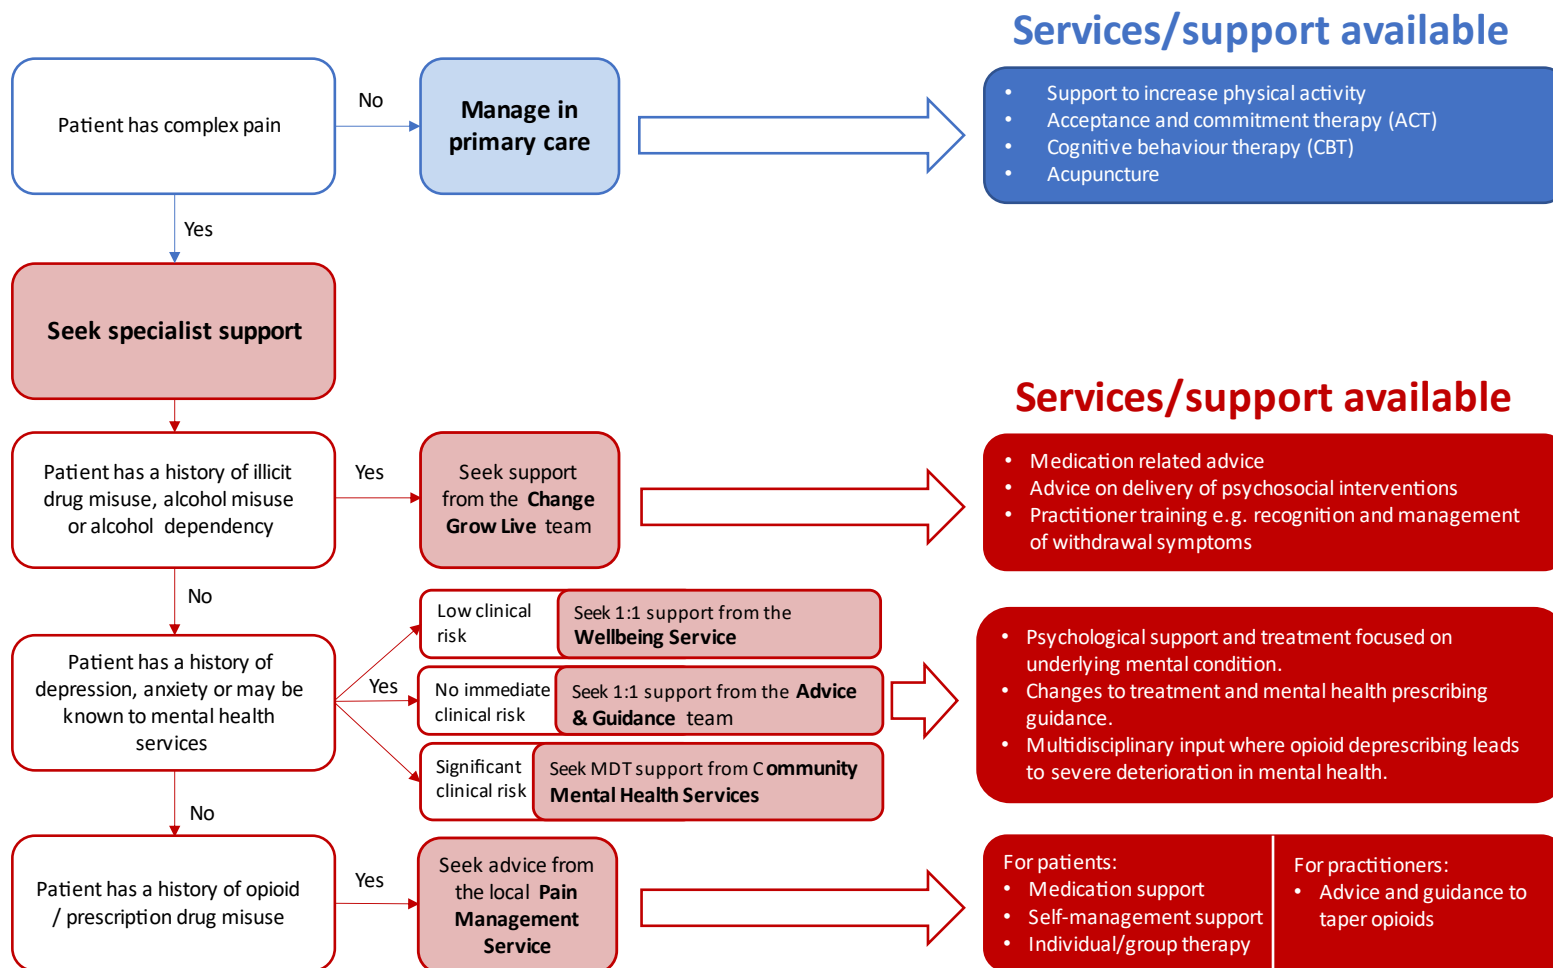 Services/support available
Patient has complex pain
No
Manage in
primary care
• Support to increase physical activity
• Acceptance and commitment therapy (ACT)
• Cognitive behaviour therapy (CBT)
• Acupuncture
Yes
Seek specialist support
Services/support available
Patient has a history of illicit
drug misuse, alcohol misuse
or alcohol dependency
Yes
Seek support
from the Change
Grow Live team
• Medication related advice
• Advice on delivery of psychosocial interventions
• Practitioner training e.g. recognition and management
of withdrawal symptoms
No
Patient has a history of
depression, anxiety or may be
known to mental health
services
Yes
Low clinical
risk
Seek 1:1 support from the
Wellbeing Service
No immediate
clinical risk
Seek 1:1 support from the Advice
& Guidance team
Significant
clinical risk
Seek MDT support from Community
Mental Health Services
• Psychological support and treatment focused on
underlying mental condition.
• Changes to treatment and mental health prescribing
guidance.
• Multidisciplinary input where opioid deprescribing leads
to severe deterioration in mental health.
No
Patient has a history of opioid
/ prescription drug misuse
Yes
Seek advice from
the local Pain
Management
Service
For patients:
• Medication support
• Self-management support
• Individual/group therapy
For practitioners:
• Advice and guidance to
taper opioids